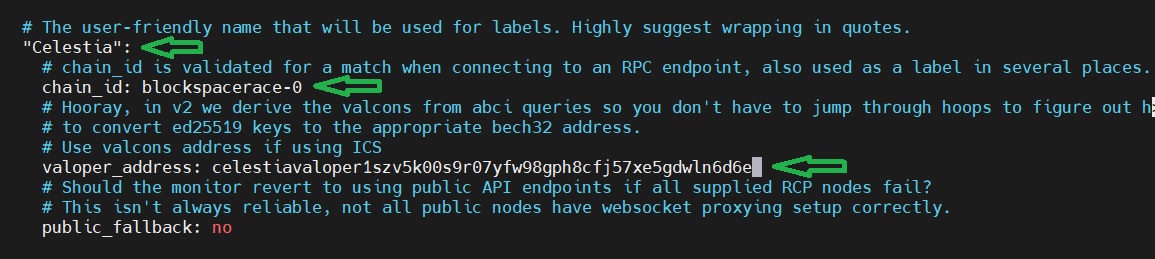 # The user-friendly name that will be used for labels. Highly suggest wrapping in quotes.
"Celestia":
# chain_id is validated for a match when connecting to an RPC endpoint, also used as a label in several places.
chain_id: blockspacerace-0
# Hooray, in v2 we derive the valcons from abci queries so you don't have to jump through hoops to figure out h>
# to convert ed25519 keys to the appropriate bech32 address.
# Use valcons address if using ICS
valoper_address: celestiavaloper1szv5k00s9r07yfw98gph8cfj57xe5gdwln6d6e
# Should the monitor revert to using public API endpoints if all supplied RCP nodes fail?
# This isn't always reliable, not all public nodes have websocket proxying setup correctly.
public_fallback: no